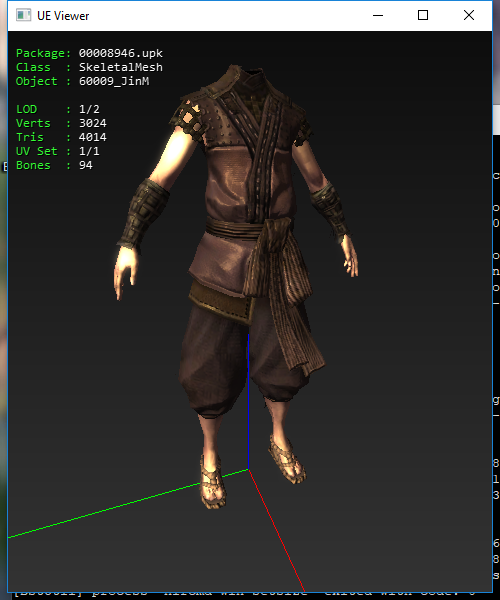 UE Viewer
Package: 00008946.upk
Class : SkeletalMesh
Object : 60009_JinM
LOD : 1/2
Verts : 3024
Tris : 4014
UV Set : 1/1
Bones : 94